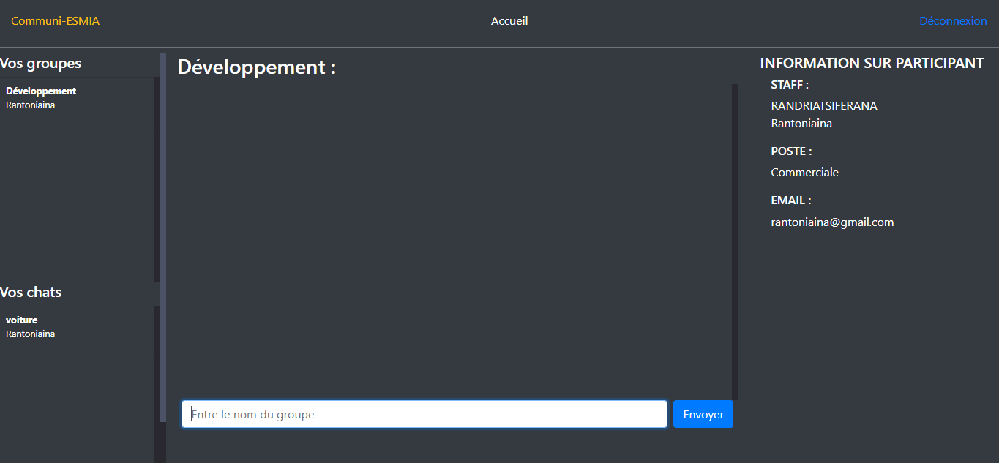 Communi-ESMIA
Accueil
Déconnexion
Vos groupes
Développement
Rantoniaina
Vos chats
voiture
Rantoniaina
Développement :
Entre le nom du groupe
Envoyer
INFORMATION SUR PARTICIPANT
STAFF :
RANDRIATSIFERANA
Rantoniaina
POSTE :
Commerciale
EMAIL :
rantoniaina@gmail.com